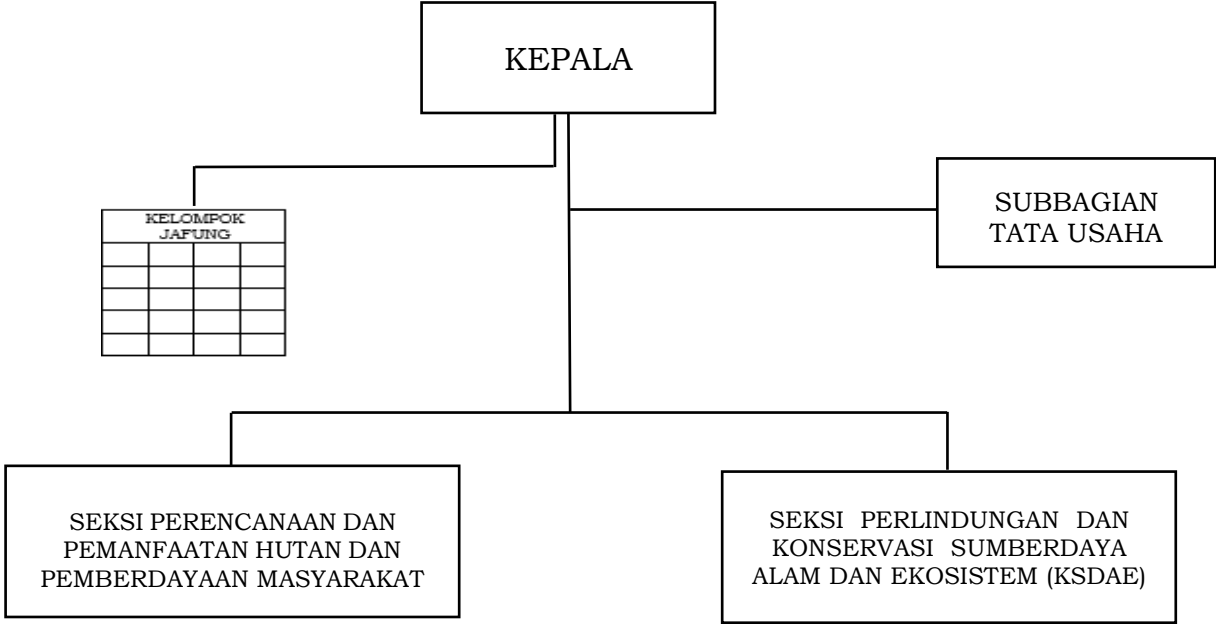 KEPALA
SUBBAGIAN
TATA USAHA
KELOMPOK
JAFUNG
SEKSI PERENCANAAN DAN
PEMANFAATAN HUTAN DAN
PEMBERDAYAAN MASYARAKAT
SEKSI PERLINDUNGAN DAN
KONSERVASI SUMBERDAYA
ALAM DAN EKOSISTEM (KSDAE)